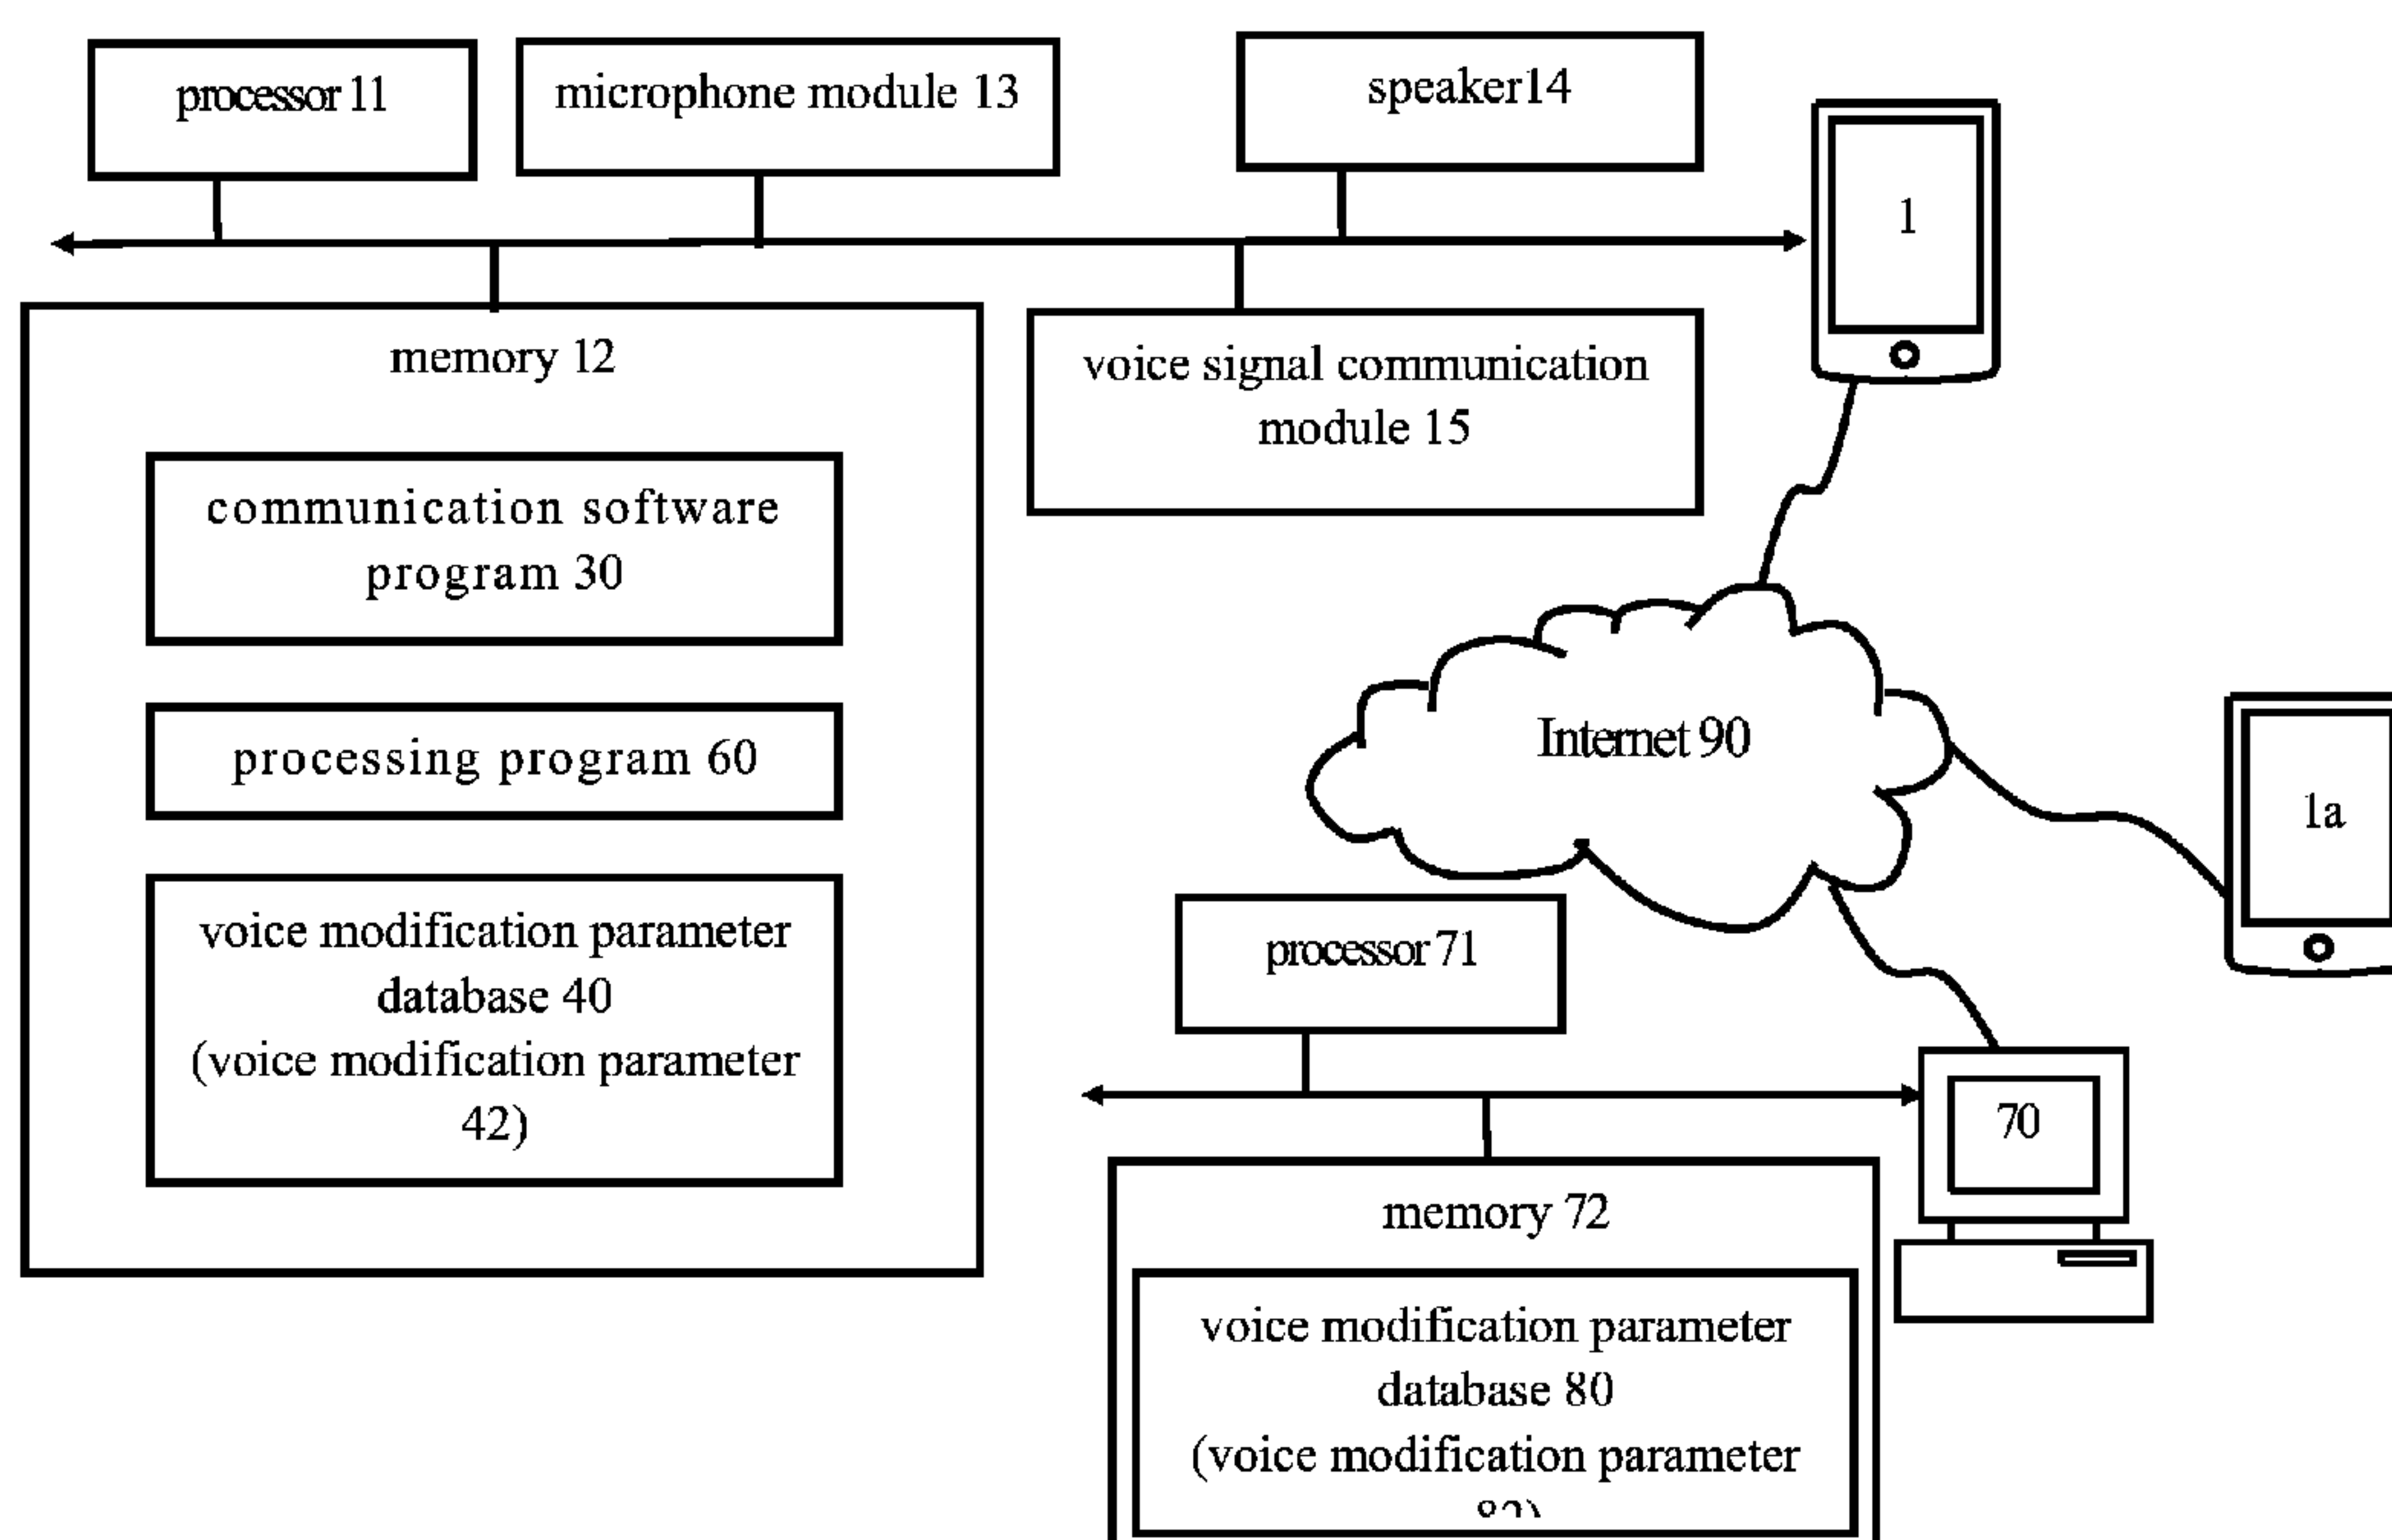 processor 11
microphone module 13
speaker14
1
memory 12
voice signal communication
module 15
communication software
program 30
processing program 60
Internet 90
1a
voice modification parameter
database 40
(voice modification parameter
42)
processor 71
70
memory 72
voice modification parameter
database 80
(voice modification parameter